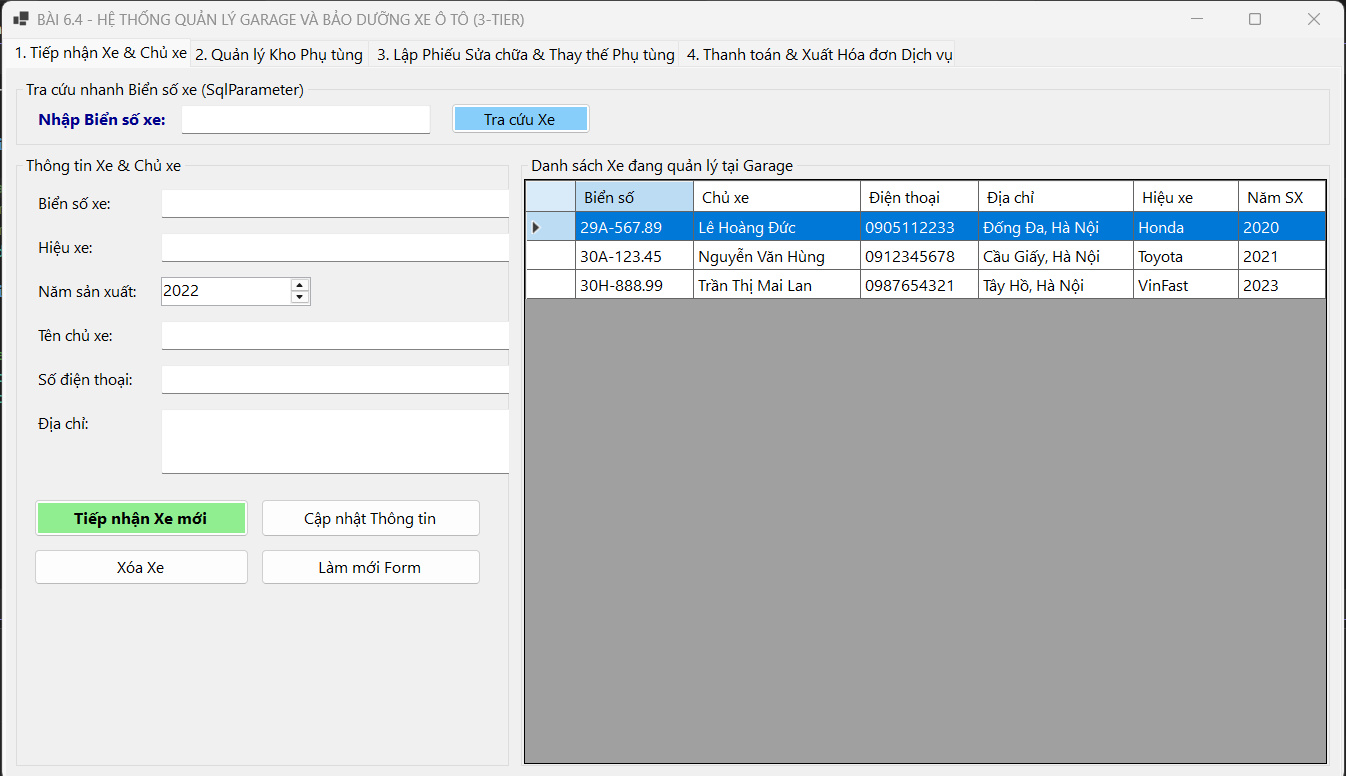 BÀI 6.4 - HỆ THỐNG QUẢN LÝ GARAGE VÀ BẢO DƯỠNG XE Ô TÔ (3-TIER)
1. Tiếp nhận Xe & Chủ xe 2. Quản lý Kho Phụ tùng 3. Lập Phiếu Sửa chữa & Thay thế Phụ tùng 4. Thanh toán & Xuất Hóa đơn Dịch vụ
Tra cứu nhanh Biển số xe (SqlParameter)
Nhập Biển số xe: Tra cứu Xe
Thông tin Xe & Chủ xe
Biển số xe:
Hiệu xe:
Năm sản xuất: 2022
Tên chủ xe:
Số điện thoại:
Địa chỉ:
Tiếp nhận Xe mới Cập nhật Thông tin
Xóa Xe Làm mới Form
Danh sách Xe đang quản lý tại Garage
Biển số Chủ xe Điện thoại Địa chỉ Hiệu xe Năm SX
29A-567.89 Lê Hoàng Đức 0905112233 Đống Đa, Hà Nội Honda 2020
30A-123.45 Nguyễn Văn Hùng 0912345678 Cầu Giấy, Hà Nội Toyota 2021
30H-888.99 Trần Thị Mai Lan 0987654321 Tây Hồ, Hà Nội VinFast 2023